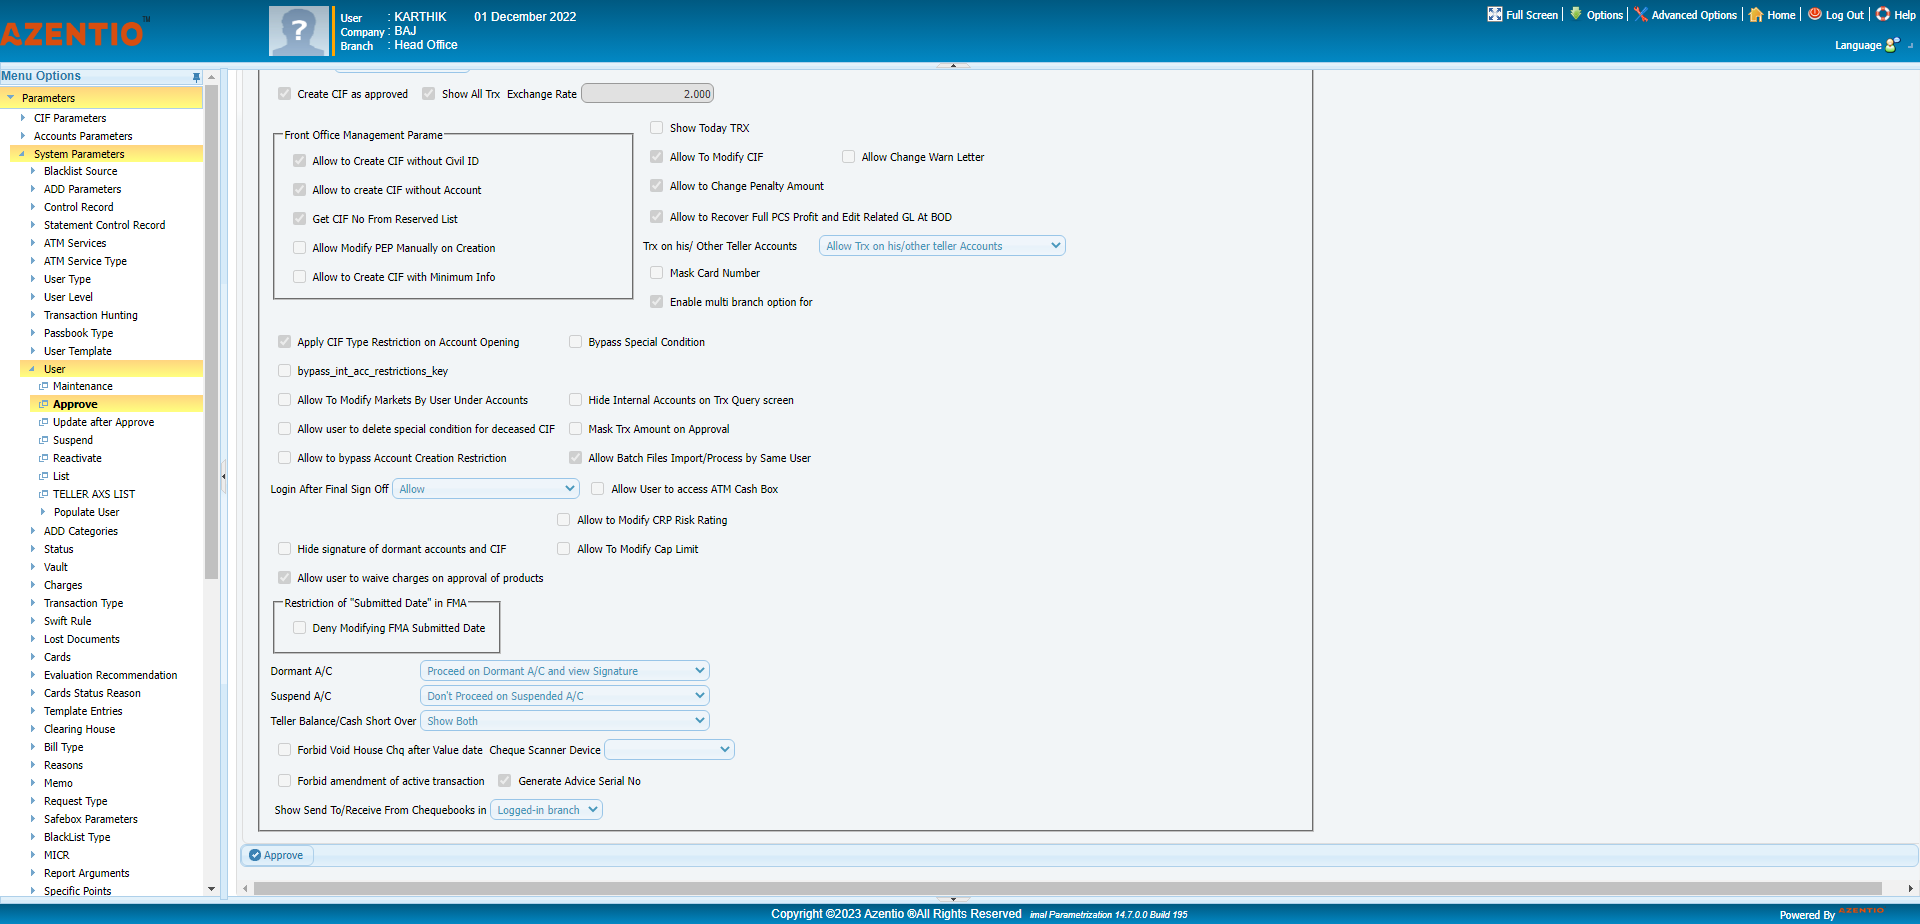 AZENTIO™
User : KARTHIK 01 December 2022
Company : BAJ
Branch : Head Office
Full Screen Options Advanced Options Home Log Out Help
Language
Menu Options
Parameters
CIF Parameters
Accounts Parameters
System Parameters
Blacklist Source
ADD Parameters
Control Record
Statement Control Record
ATM Services
ATM Service Type
User Type
User Level
Transaction Hunting
Passbook Type
User Template
User
Maintenance
Approve
Update after Approve
Suspend
Reactivate
List
TELLER AXS LIST
Populate User
ADD Categories
Status
Vault
Charges
Transaction Type
Swift Rule
Lost Documents
Cards
Evaluation Recommendation
Cards Status Reason
Template Entries
Clearing House
Bill Type
Reasons
Memo
Request Type
Safebox Parameters
BlackList Type
MICR
Report Arguments
Specific Points
Create CIF as approved Show All Trx Exchange Rate 2.000
Front Office Management Parame
Allow to Create CIF without Civil ID
Allow to create CIF without Account
Get CIF No From Reserved List
Allow Modify PEP Manually on Creation
Allow to Create CIF with Minimum Info
Show Today TRX
Allow To Modify CIF Allow Change Warn Letter
Allow to Change Penalty Amount
Allow to Recover Full PCS Profit and Edit Related GL At BOD
Trx on his/ Other Teller Accounts Allow Trx on his/other teller Accounts
Mask Card Number
Enable multi branch option for
Apply CIF Type Restriction on Account Opening Bypass Special Condition
bypass_int_acc_restrictions_key
Allow To Modify Markets By User Under Accounts Hide Internal Accounts on Trx Query screen
Allow user to delete special condition for deceased CIF Mask Trx Amount on Approval
Allow to bypass Account Creation Restriction Allow Batch Files Import/Process by Same User
Login After Final Sign Off Allow Allow User to access ATM Cash Box
Allow to Modify CRP Risk Rating
Hide signature of dormant accounts and CIF Allow To Modify Cap Limit
Allow user to waive charges on approval of products
Restriction of "Submitted Date" in FMA
Deny Modifying FMA Submitted Date
Dormant A/C Proceed on Dormant A/C and view Signature
Suspend A/C Don't Proceed on Suspended A/C
Teller Balance/Cash Short Over Show Both
Forbid Void House Chq after Value date Cheque Scanner Device
Forbid amendment of active transaction Generate Advice Serial No
Show Send To/Receive From Chequebooks in Logged-in branch
Approve
Copyright ©2023 Azentio ®All Rights Reserved imal Parametrization 14.7.0.0 Build 195
Powered By AZENTIO